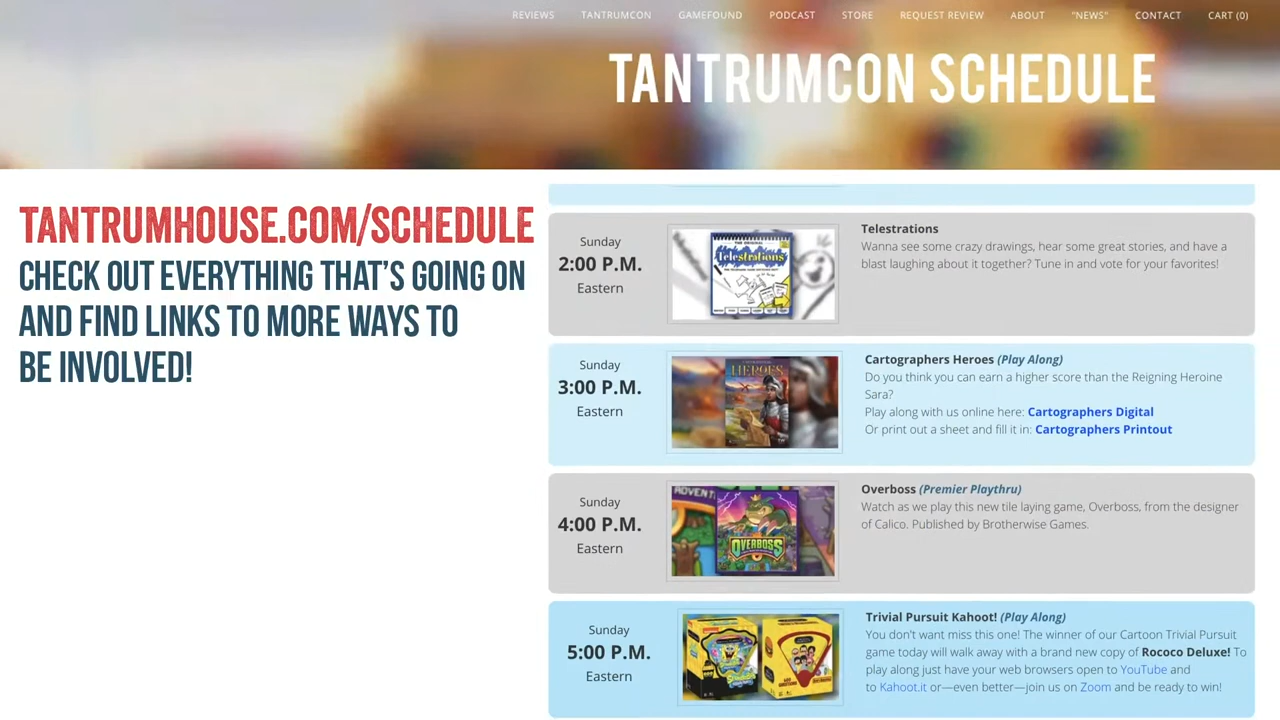 REVIEWS TANTRUMCON GAMEFOUND PODCAST STORE REQUEST REVIEW ABOUT "NEWS" CONTACT CART (0)
TANTRUMCON SCHEDULE
TANTRUMHOUSE.COM/SCHEDULE
CHECK OUT EVERYTHING THAT'S GOING ON
AND FIND LINKS TO MORE WAYS TO
BE INVOLVED!
Sunday
2:00 P.M.
Eastern
THE ORIGINAL
Telestrations
Telestrations
Wanna see some crazy drawings, hear some great stories, and have a
blast laughing about it together? Tune in and vote for your favorites!
Sunday
3:00 P.M.
Eastern
HEROES
Cartographers Heroes (Play Along)
Do you think you can earn a higher score than the Reigning Heroine
Sara?
Play along with us online here: Cartographers Digital
Or print out a sheet and fill it in: Cartographers Printout
Sunday
4:00 P.M.
Eastern
ADVENT
OVERBOSS
Overboss (Premier Playthru)
Watch as we play this new tile laying game, Overboss, from the designer
of Calico. Published by Brotherwise Games.
Sunday
5:00 P.M.
Eastern
Trivial Pursuit Kahoot! (Play Along)
You don't want miss this one! The winner of our Cartoon Trivial Pursuit
game today will walk away with a brand new copy of Rococo Deluxe! To
play along just have your web browsers open to YouTube and
to Kahoot.it or—even better—join us on Zoom and be ready to win!